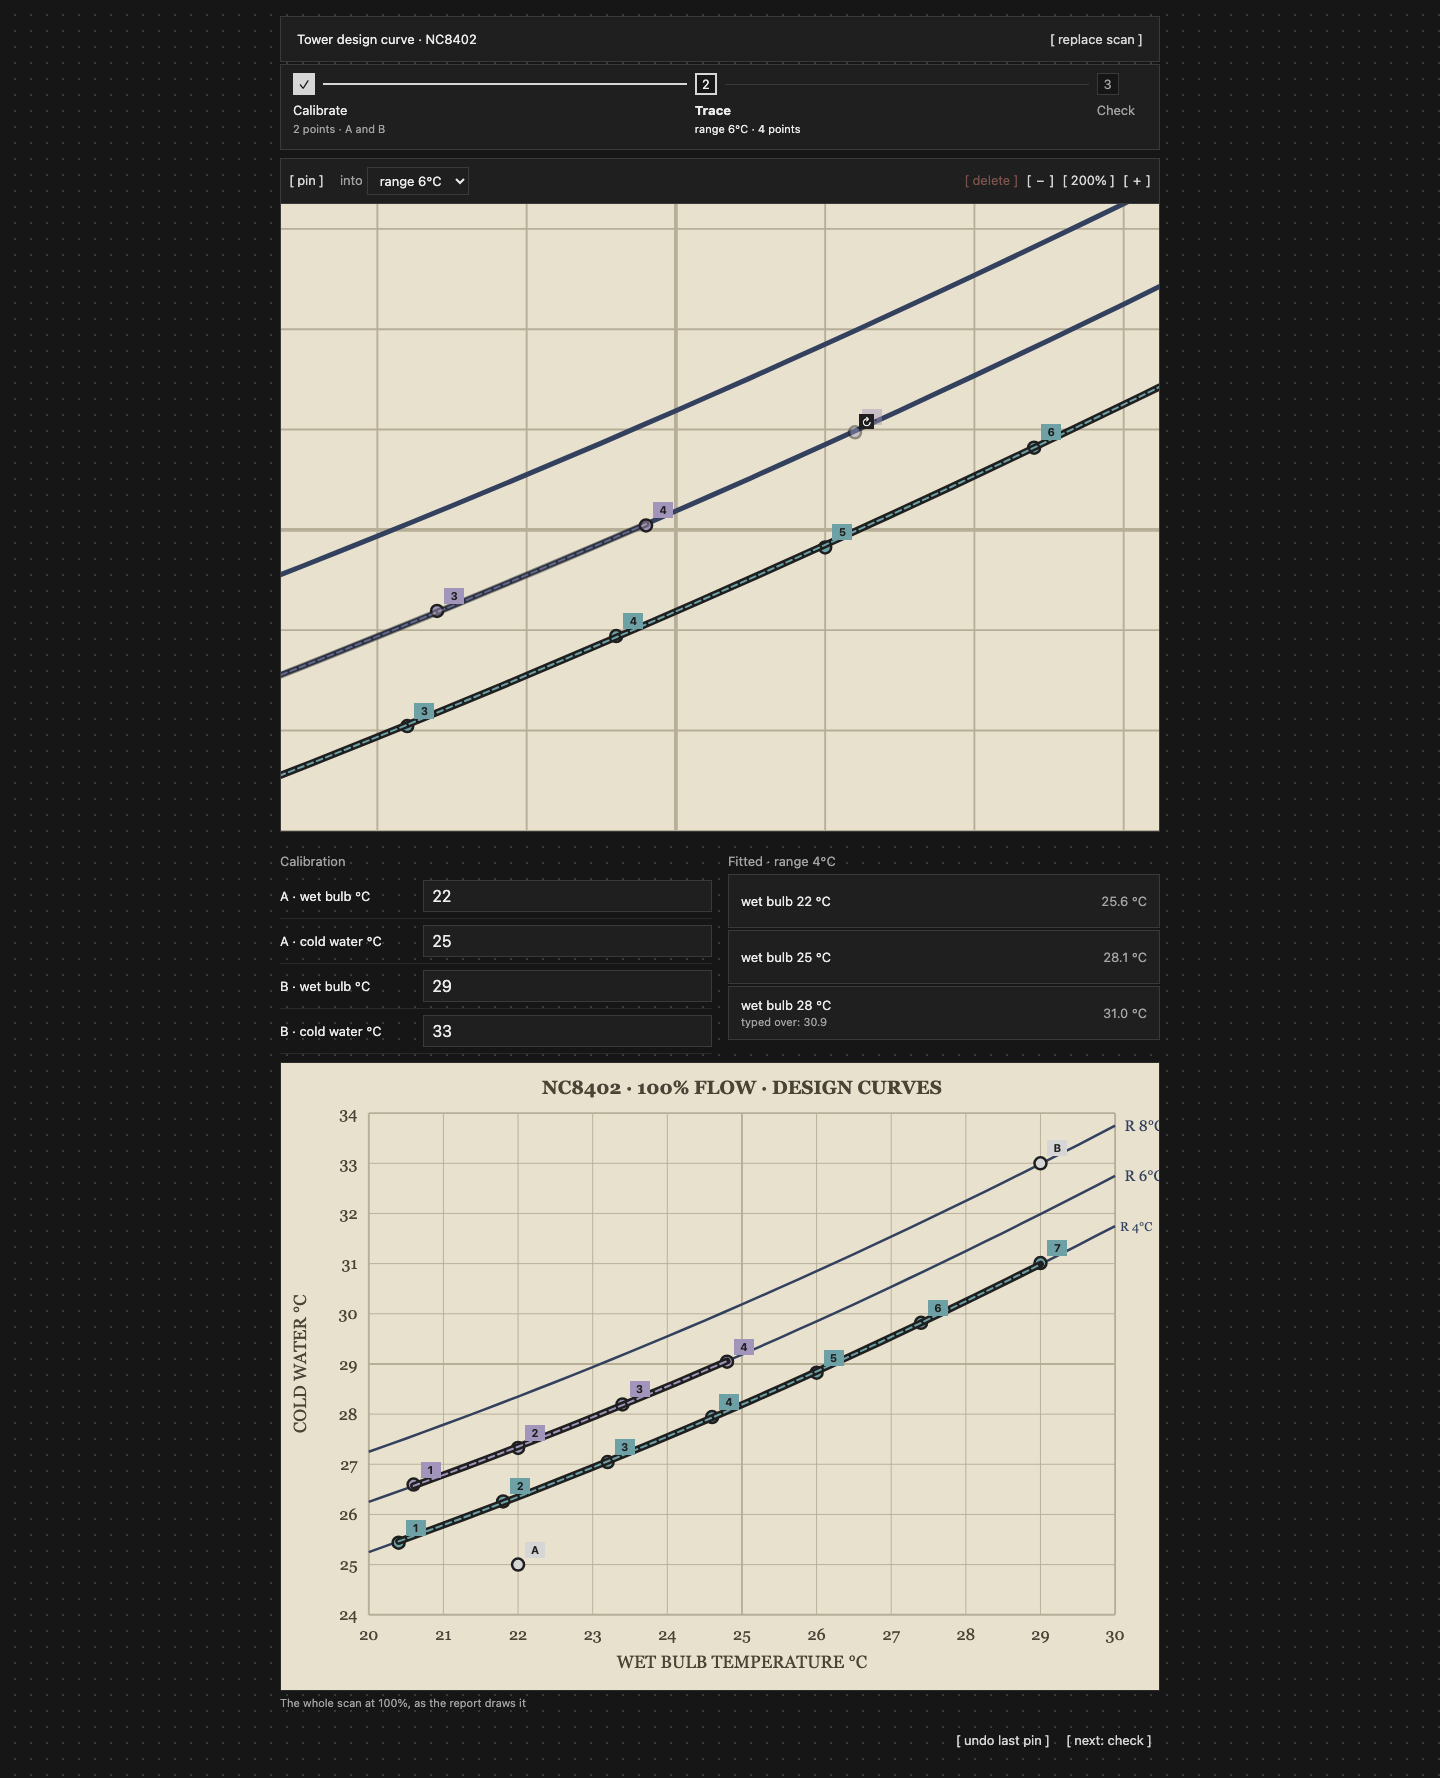 Tower design curve · NC8402
[ replace scan ]
✓
2
3
Calibrate
Trace
Check
2 points · A and B
range 6°C · 4 points
[ pin ]
into
range 6°C
[ delete ]
[ − ]
[ 200% ]
[ + ]
6
4
5
3
4
3
Calibration
A · wet bulb °C
22
A · cold water °C
25
B · wet bulb °C
29
B · cold water °C
33
Fitted · range 4°C
wet bulb 22 °C
25.6 °C
wet bulb 25 °C
28.1 °C
wet bulb 28 °C
typed over: 30.9
31.0 °C
NC8402 · 100% FLOW · DESIGN CURVES
34
33
32
31
30
29
28
27
26
25
24
COLD WATER °C
R 8°C
R 6°C
R 4°C
B
7
6
4
5
3
4
2
3
1
2
1
A
20
21
22
23
24
25
26
27
28
29
30
WET BULB TEMPERATURE °C
The whole scan at 100%, as the report draws it
[ undo last pin ]
[ next: check ]